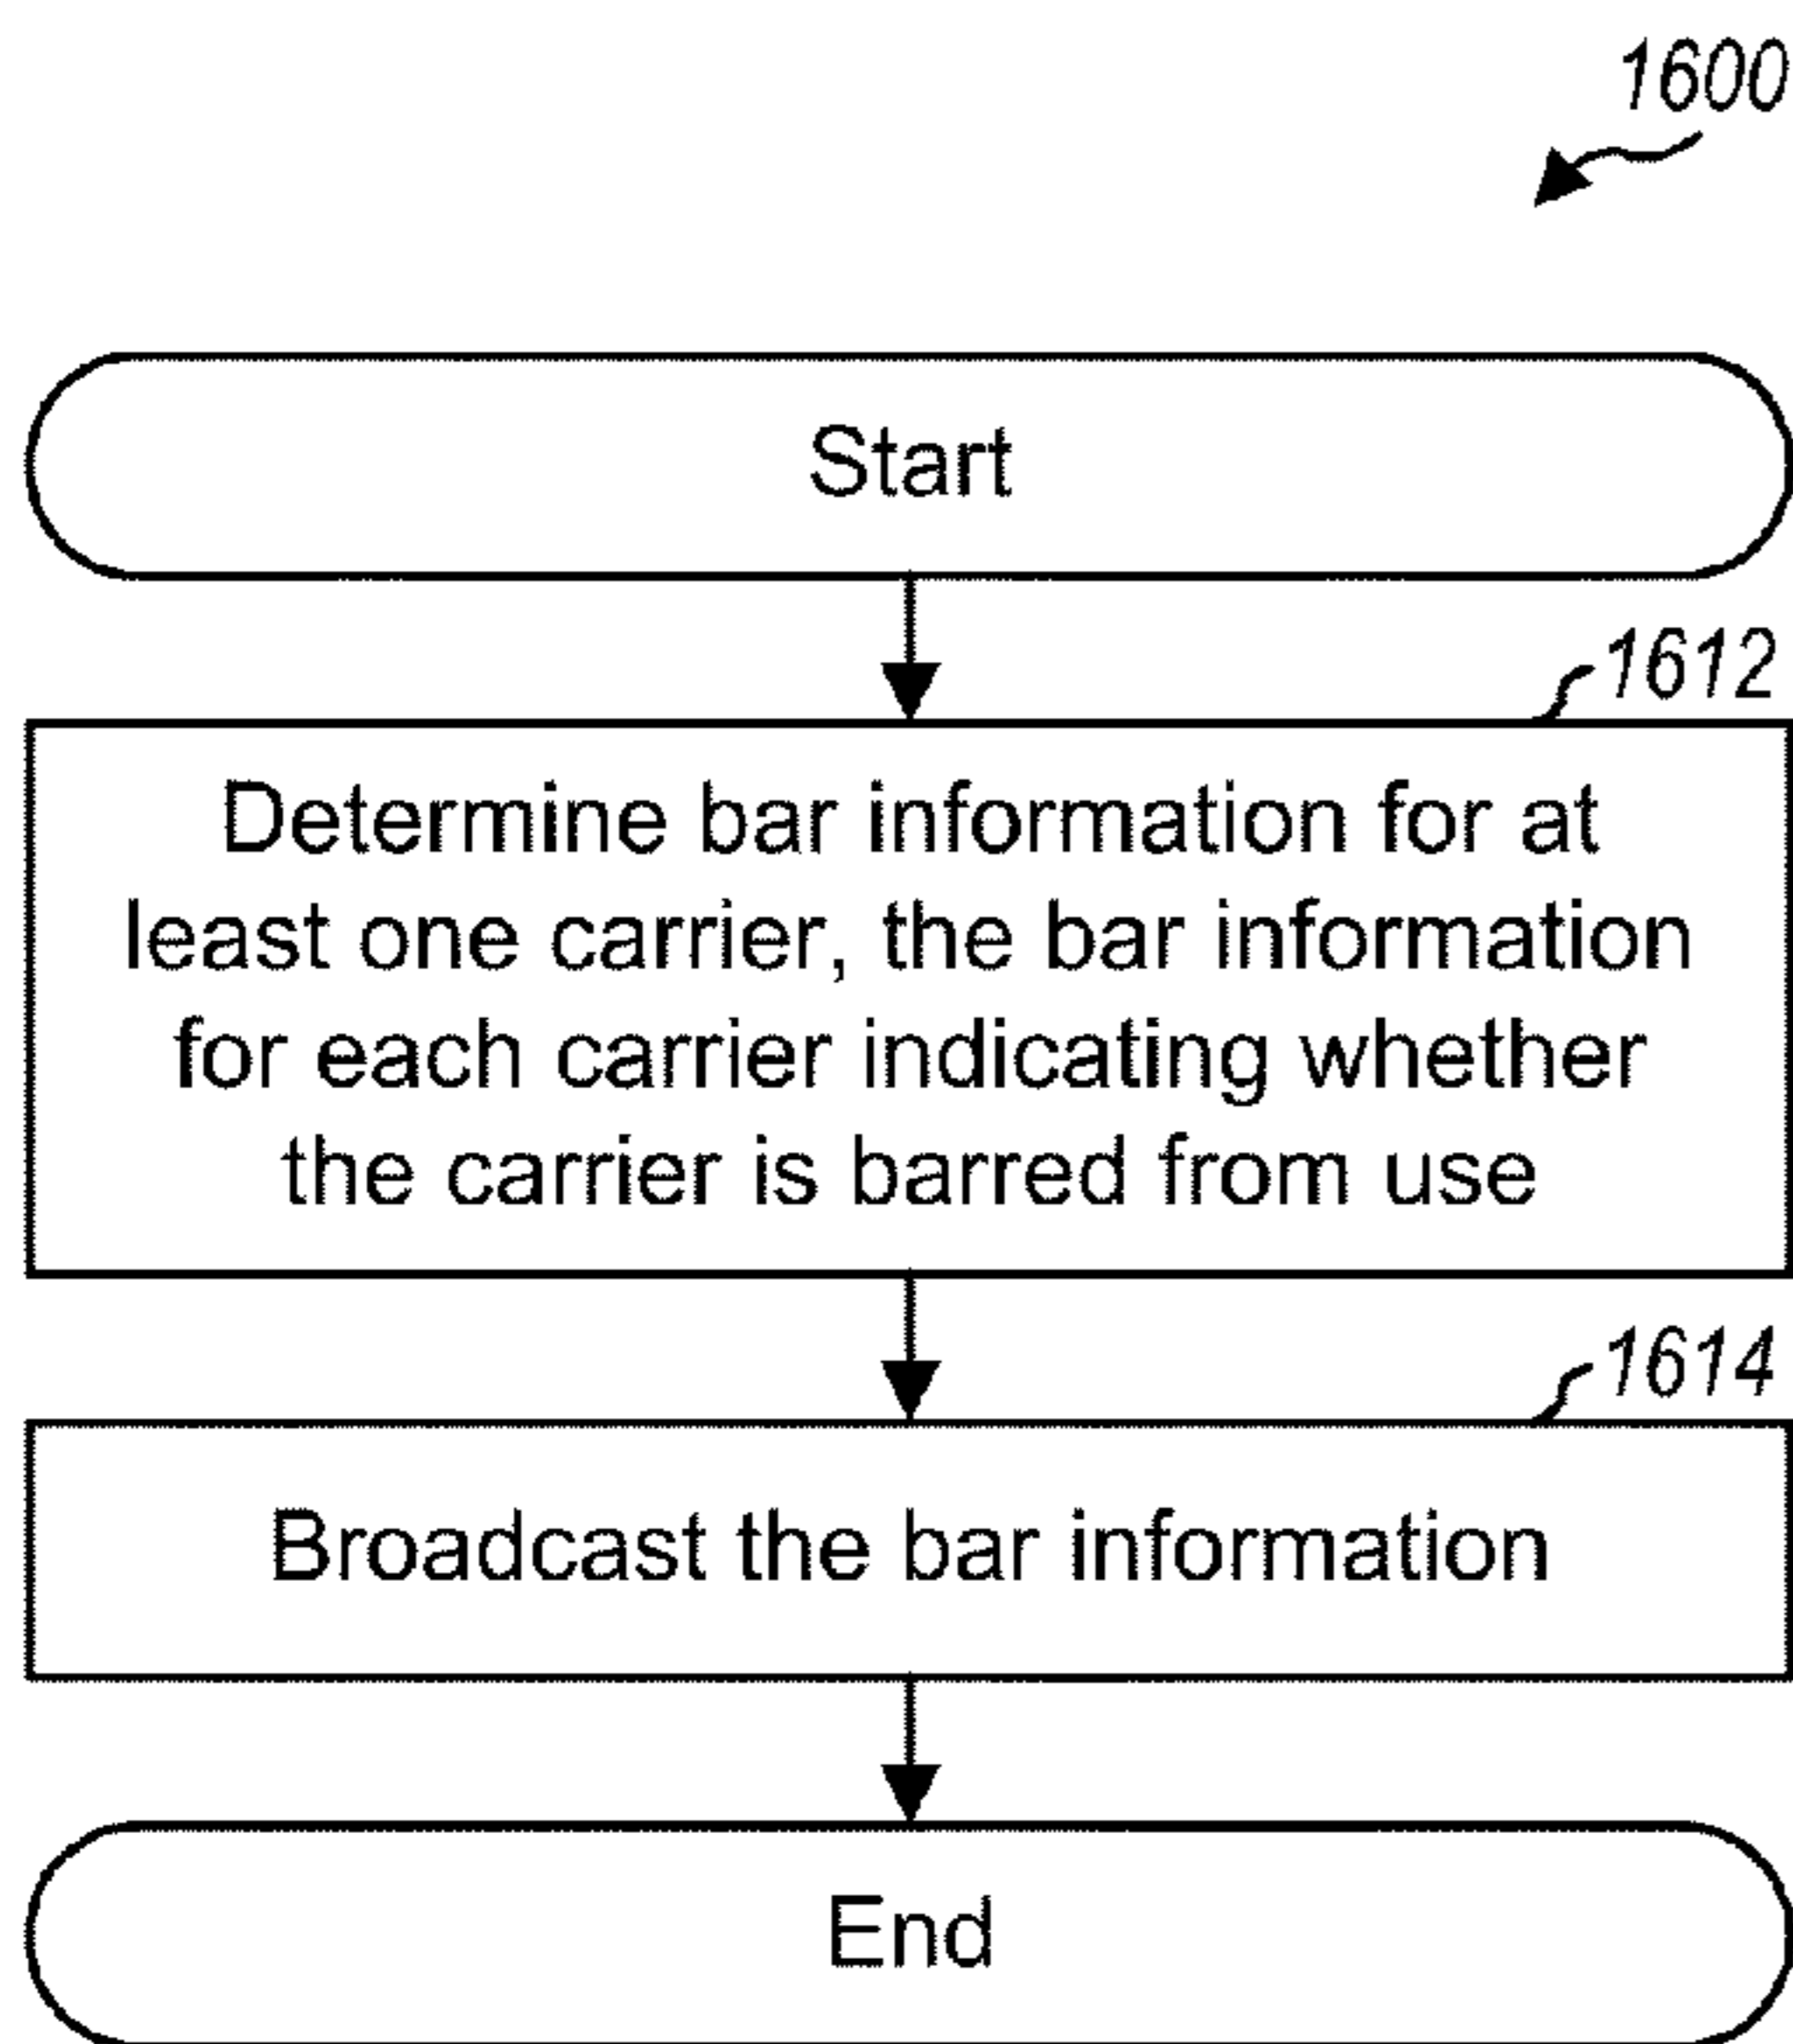 1600
Start
1612
Determine bar information for at
least one carrier, the bar information
for each carrier indicating whether
the carrier is barred from use
1614
Broadcast the bar information
End